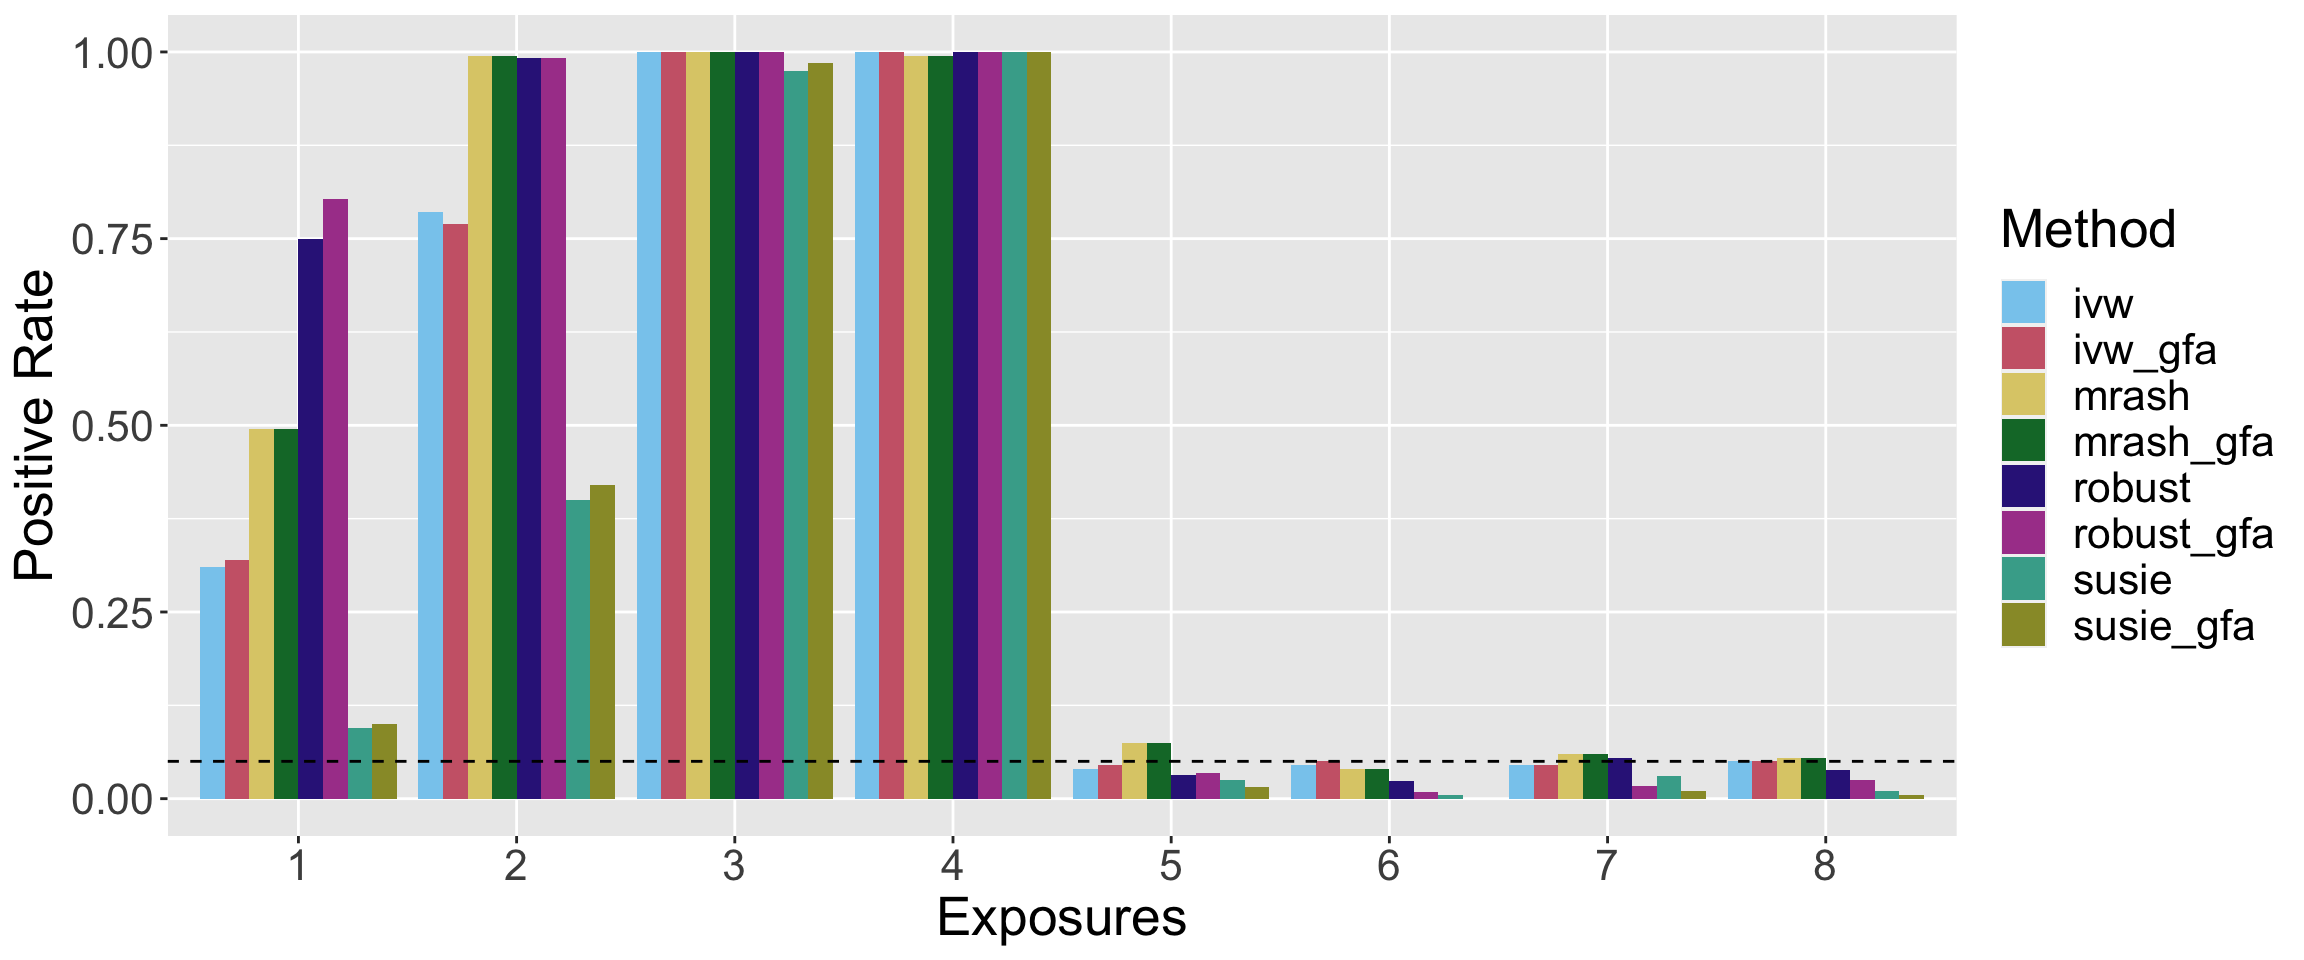 Positive Rate
1.00
0.75
0.50
0.25
0.00
1 2 3 4 5 6 7 8
Exposures
Method
ivw
ivw_gfa
mrash
mrash_gfa
robust
robust_gfa
susie
susie_gfa